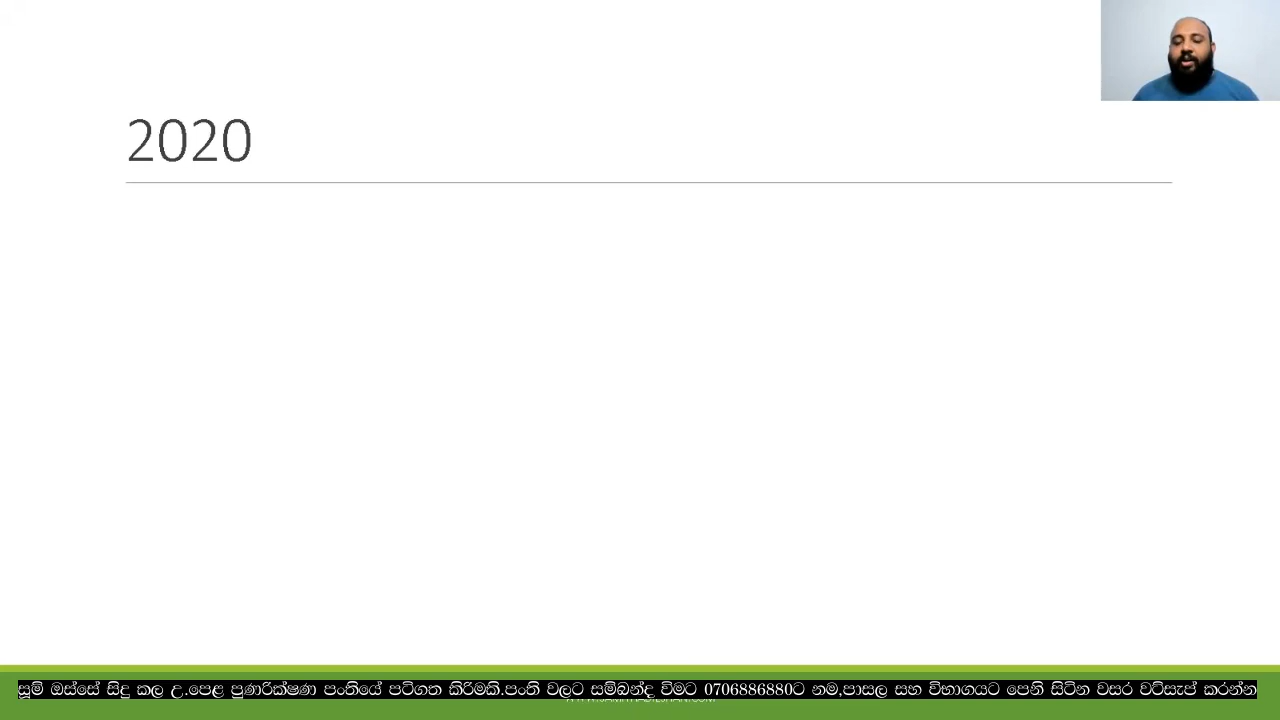 2020
සූම් ඔස්සේ සිදු කල උ.පෙළ පුණරීක්ෂණ පංතියේ පටිගත කිරීමකි.පංති වලට සම්බන්ද වීමට 0706886880ට නම,පාසල සහ විභාගයට පෙනී සිටින වසර වට්සැප් කරන්න